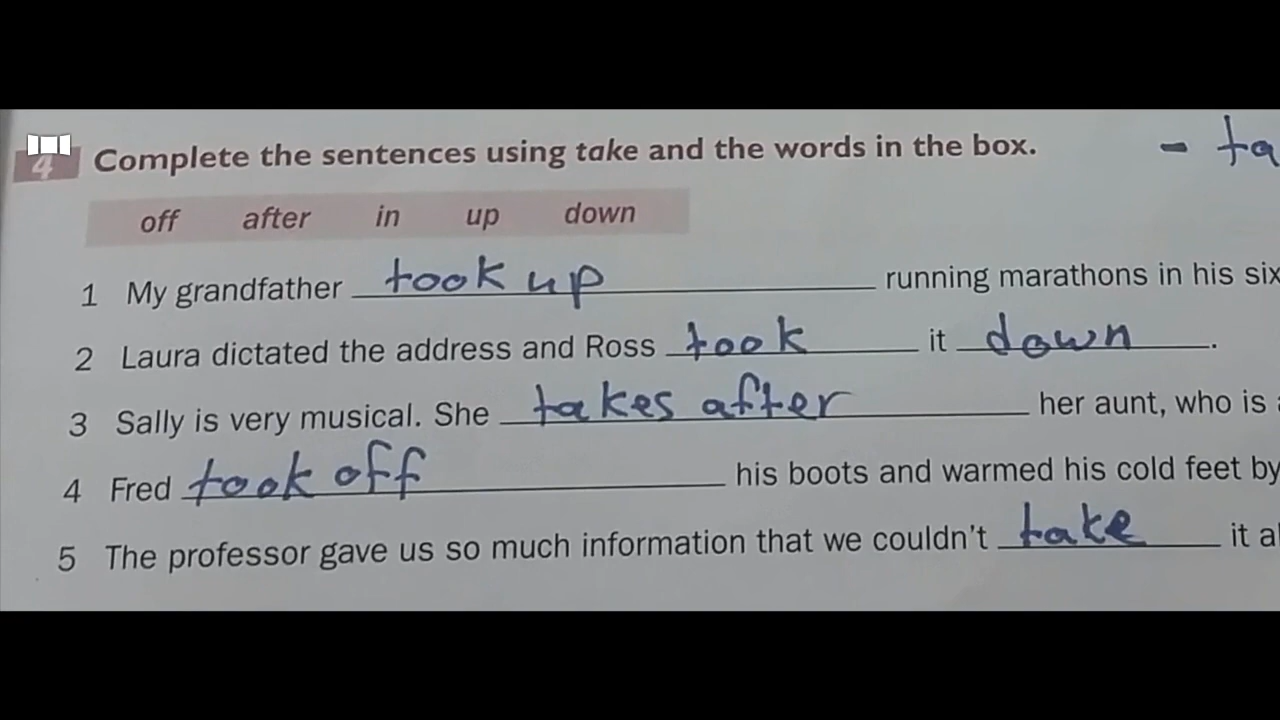 4 Complete the sentences using take and the words in the box. - ta
off after in up down
1 My grandfather took up running marathons in his six
2 Laura dictated the address and Ross took it down.
3 Sally is very musical. She takes after her aunt, who is
4 Fred took off his boots and warmed his cold feet by
5 The professor gave us so much information that we couldn't take it a